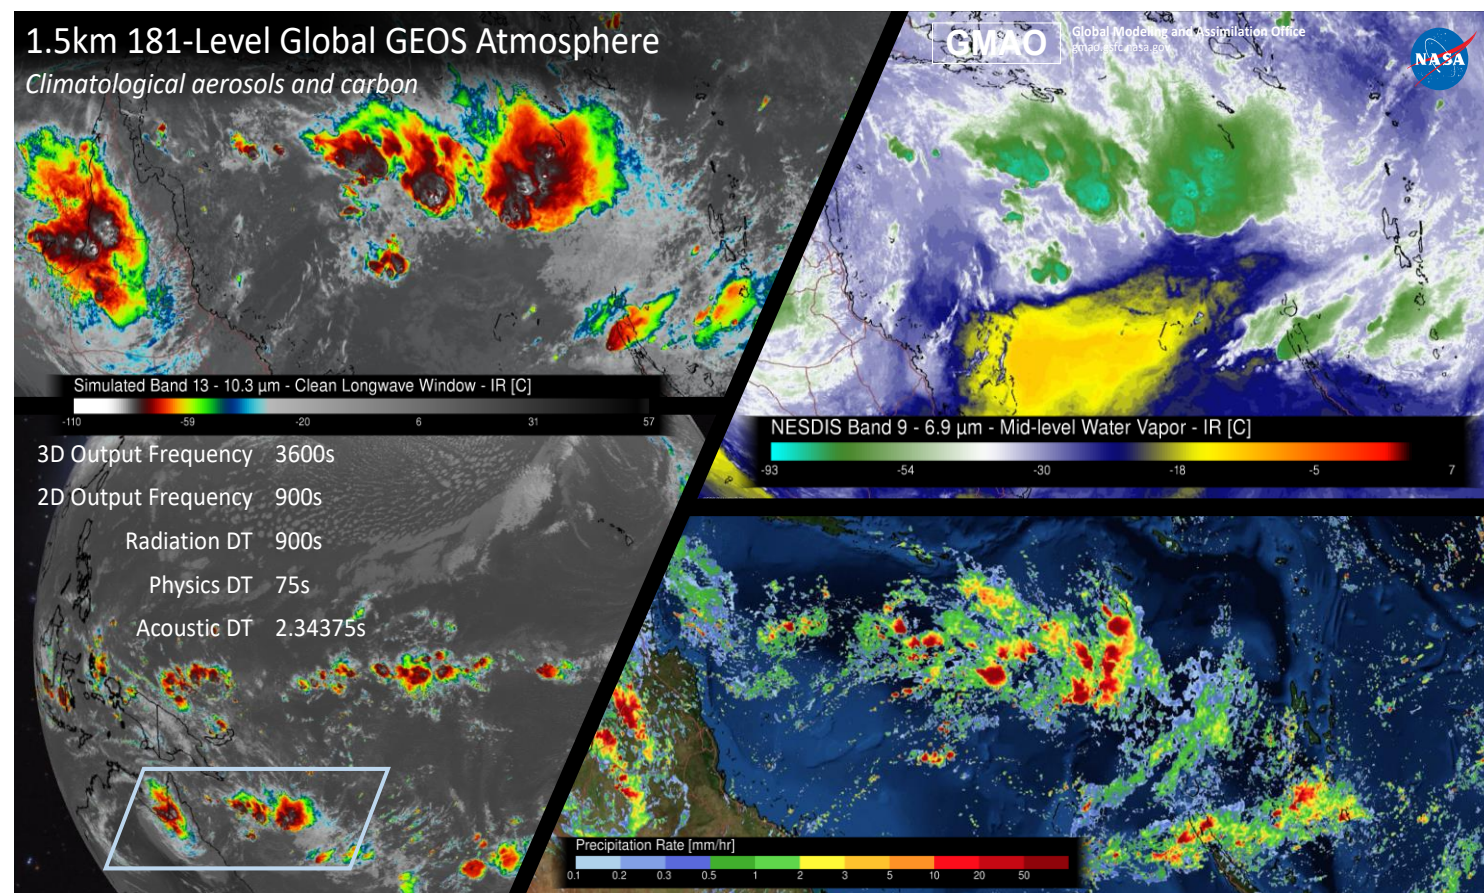 1.5km 181-Level Global GEOS Atmosphere
Climatological aerosols and carbon
GMAO
Global Modeling and Assimilation Office
gmao.gsfc.nasa.gov
NASA
Simulated Band 13 - 10.3 µm - Clean Longwave Window - IR [C]
-110 -59 -20 6 31 57
NESDIS Band 9 - 6.9 µm - Mid-level Water Vapor - IR [C]
-93 -54 -30 -18 -5 7
3D Output Frequency 3600s
2D Output Frequency 900s
Radiation DT 900s
Physics DT 75s
Acoustic DT 2.34375s
Precipitation Rate [mm/hr]
0.1 0.2 0.3 0.5 1 2 3 5 10 20 50